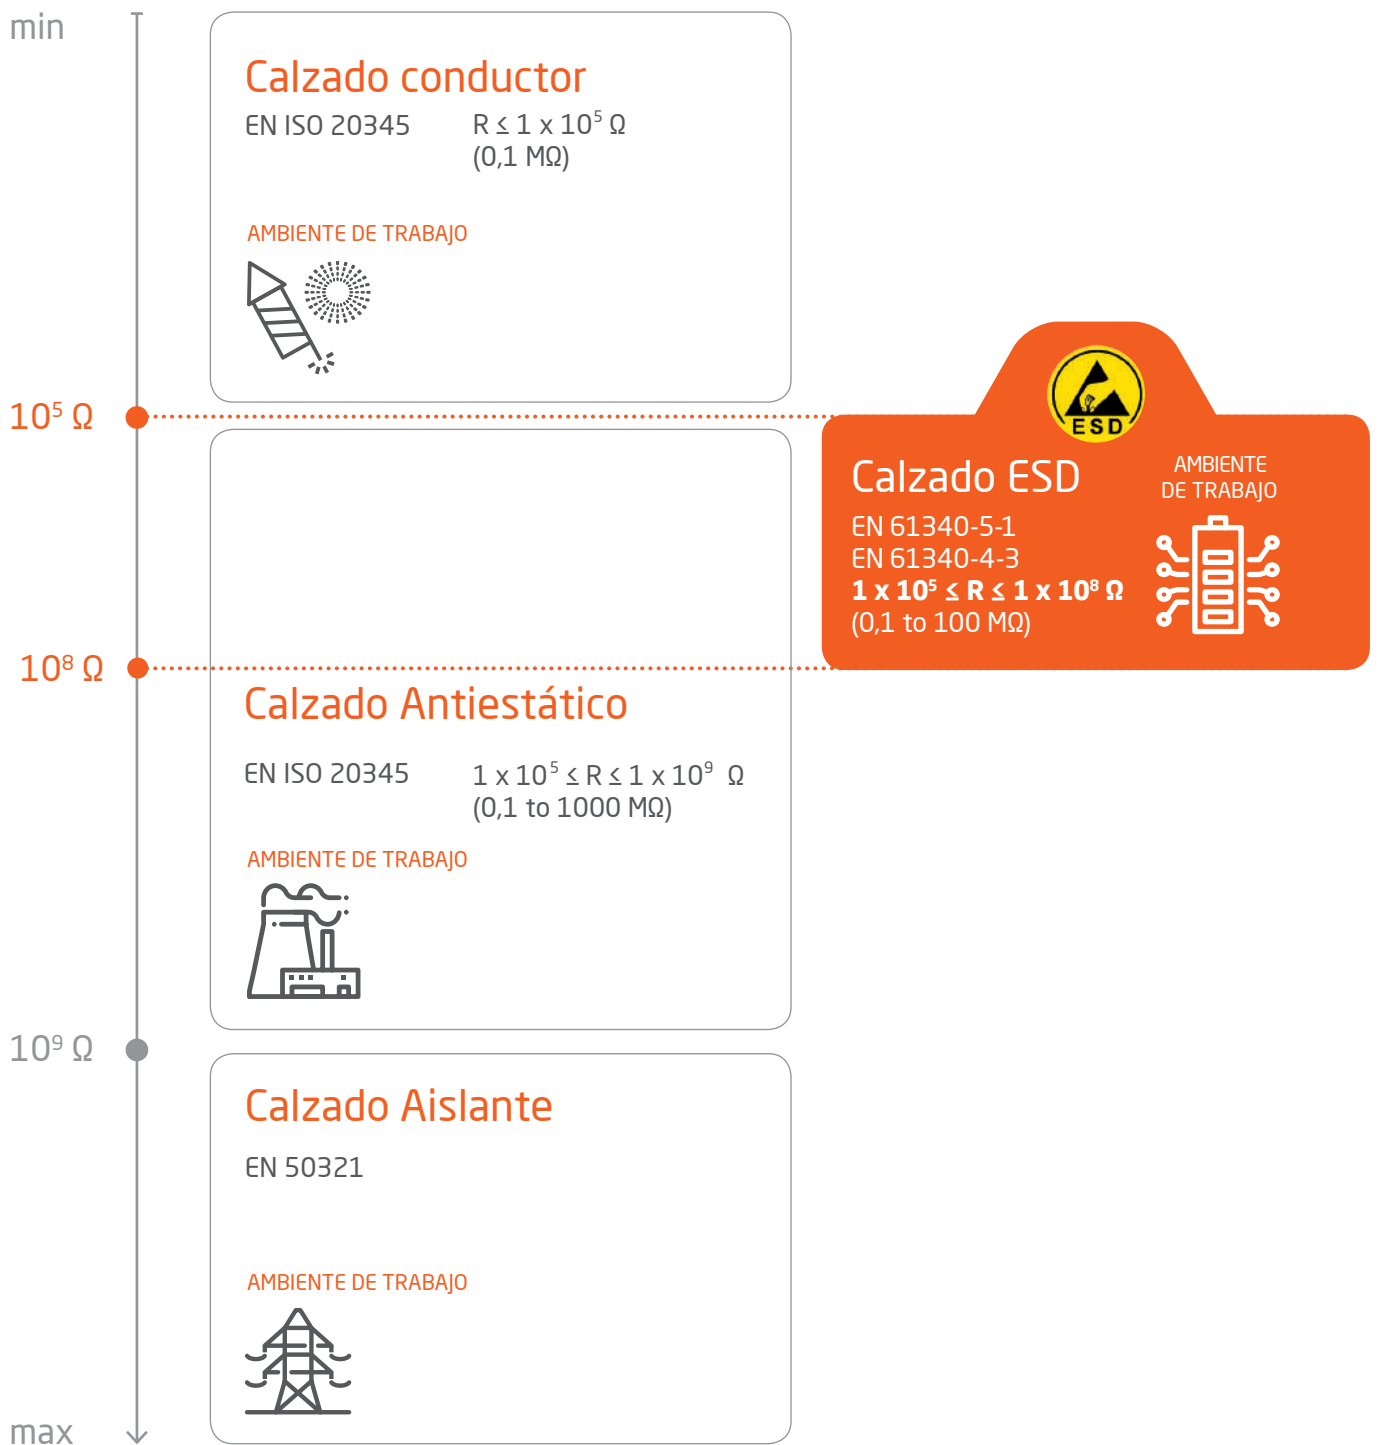 min
Calzado conductor
EN ISO 20345
R ≤ 1 x 10⁵ Ω
(0,1 MΩ)
AMBIENTE DE TRABAJO
10⁵ Ω
ESD
Calzado ESD
EN 61340-5-1
EN 61340-4-3
1 x 10⁵ ≤ R ≤ 1 x 10⁸ Ω
(0,1 to 100 MΩ)
AMBIENTE
DE TRABAJO
10⁸ Ω
Calzado Antiestático
EN ISO 20345
1 x 10⁵ ≤ R ≤ 1 x 10⁹ Ω
(0,1 to 1000 MΩ)
AMBIENTE DE TRABAJO
10⁹ Ω
Calzado Aislante
EN 50321
AMBIENTE DE TRABAJO
max